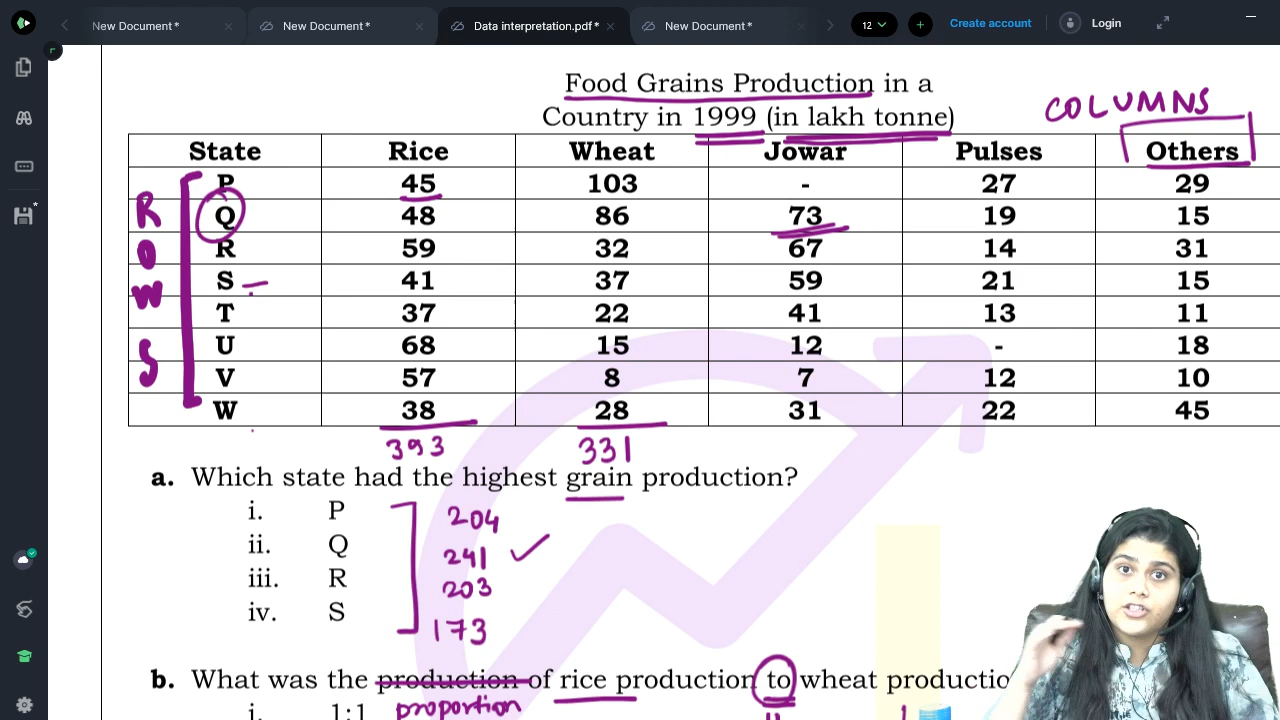 New Document*
New Document*
Data interpretation.pdf*
New Document*
12
Create account
Login
Food Grains Production in a
Country in 1999 (in lakh tonne)
COLUMNS
State Rice Wheat Jowar Pulses Others
P 45 103 - 27 29
Q 48 86 73 19 15
R 59 32 67 14 31
S 41 37 59 21 15
T 37 22 41 13 11
U 68 15 12 - 18
V 57 8 7 12 10
W 38 28 31 22 45
ROWS
393 331
a. Which state had the highest grain production?
i. P 204
ii. Q 241
iii. R 203
iv. S 173
b. What was the production of rice production to wheat productio
i. 1:1 proportion